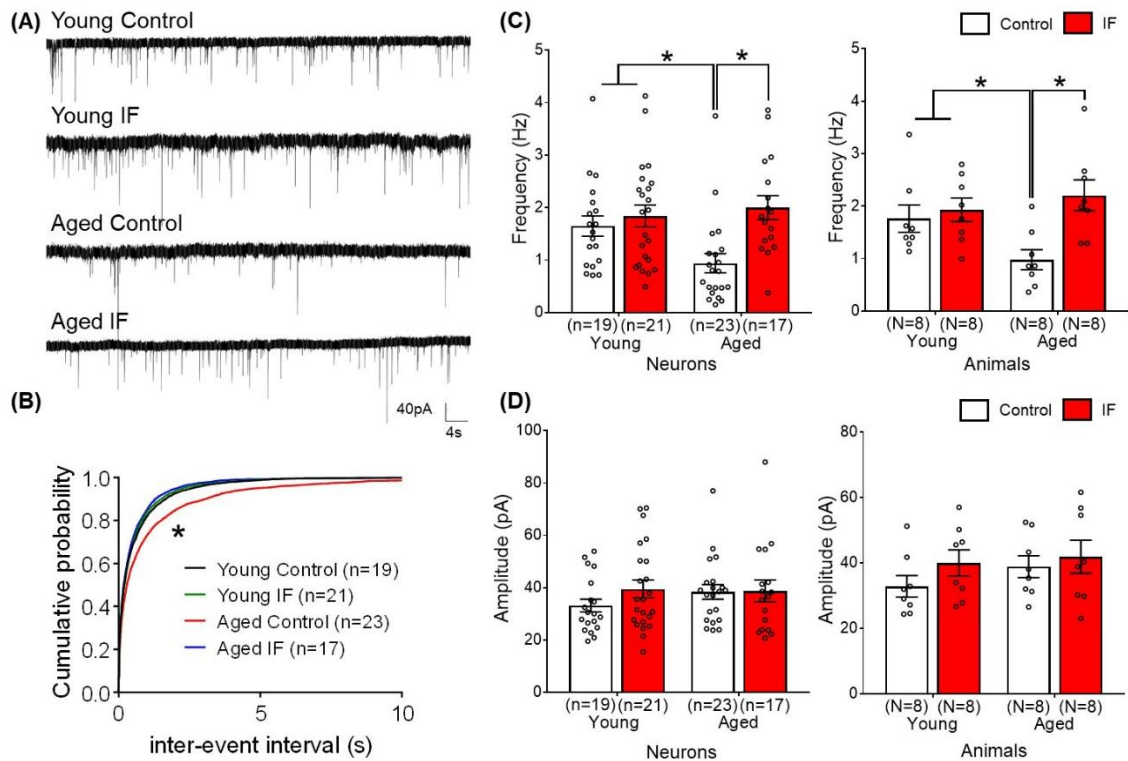 (A)
Young Control
Young IF
Aged Control
Aged IF
40pA
4s
(B)
Cumulative probability
1.0
0.8
0.6
0.4
0.2
0.0
*
Young Control (n=19)
Young IF (n=21)
Aged Control (n=23)
Aged IF (n=17)
0 5 10
inter-event interval (s)
(C)
Control IF
Frequency (Hz)
5
4
3
2
1
0
* *
(n=19) (n=21) (n=23) (n=17)
Young Aged
Neurons
Frequency (Hz)
5
4
3
2
1
0
* *
(N=8) (N=8) (N=8) (N=8)
Young Aged
Animals
(D)
Control IF
Amplitude (pA)
100
80
60
40
20
0
(n=19) (n=21) (n=23) (n=17)
Young Aged
Neurons
Amplitude (pA)
80
60
40
20
0
(N=8) (N=8) (N=8) (N=8)
Young Aged
Animals